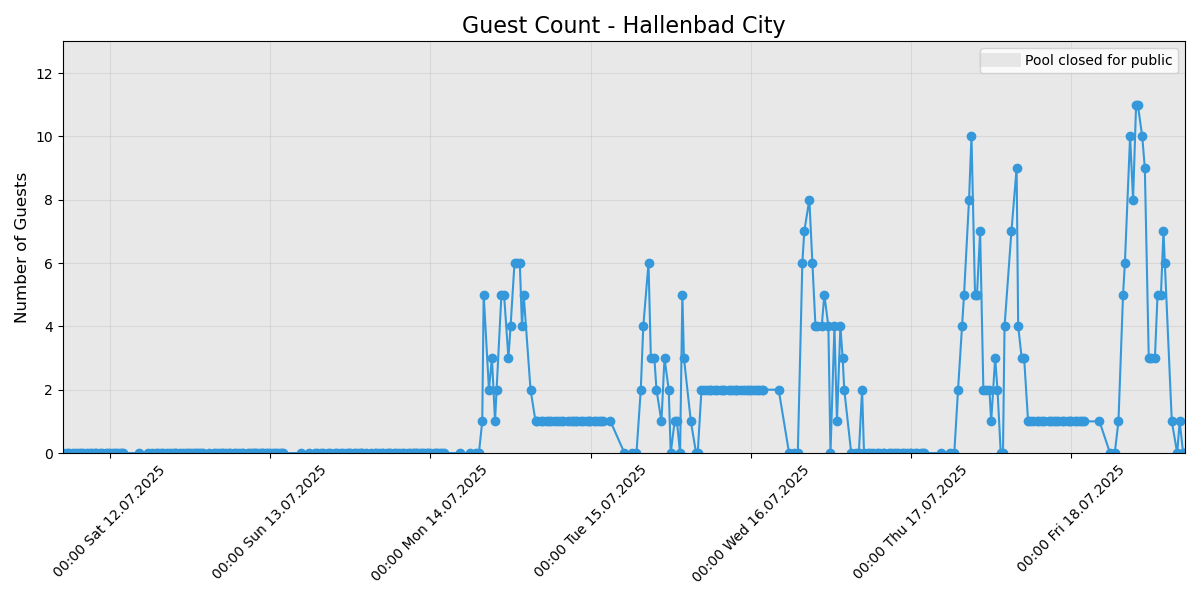 Guest Count - Hallenbad City
Pool closed for public
Number of Guests
12
10
8
6
4
2
0
00:00 Sat 12.07.2025
00:00 Sun 13.07.2025
00:00 Mon 14.07.2025
00:00 Tue 15.07.2025
00:00 Wed 16.07.2025
00:00 Thu 17.07.2025
00:00 Fri 18.07.2025